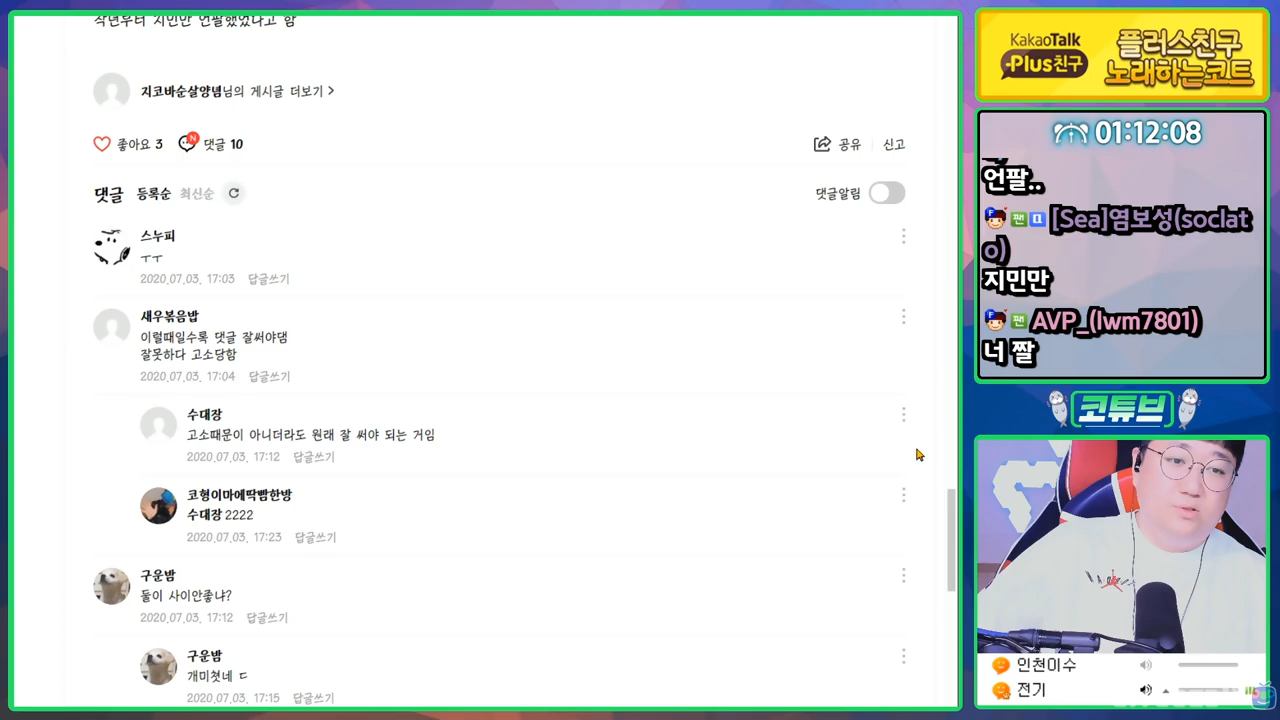 작년부터 지민만 언팔했었다고 함
지코바순살양념님의 게시글 더보기 >
좋아요 3 N 댓글 10
공유 신고
댓글 등록순 최신순
댓글알림
스누피
ㅜㅜ
2020.07.03. 17:03 답글쓰기
새우볶음밥
이럴때일수록 댓글 잘써야댐
잘못하다 고소당함
2020.07.03. 17:04 답글쓰기
수대장
고소때문이 아니더라도 원래 잘 써야 되는 거임
2020.07.03. 17:12 답글쓰기
코형이마에딱빰한방
수대장 2222
2020.07.03. 17:23 답글쓰기
구운밤
둘이 사이안좋냐?
2020.07.03. 17:12 답글쓰기
구운밤
개미쳣네 ㄷ
2020.07.03. 17:15 답글쓰기
KakaoTalk
Plus친구
플러스친구
노래하는코트
01:12:08
언팔..
F 팬 [Sea]염보성(soclat
이)
지민만
F 팬 AVP_(lwm7801)
너 짤
코튜브
인천이수
전기